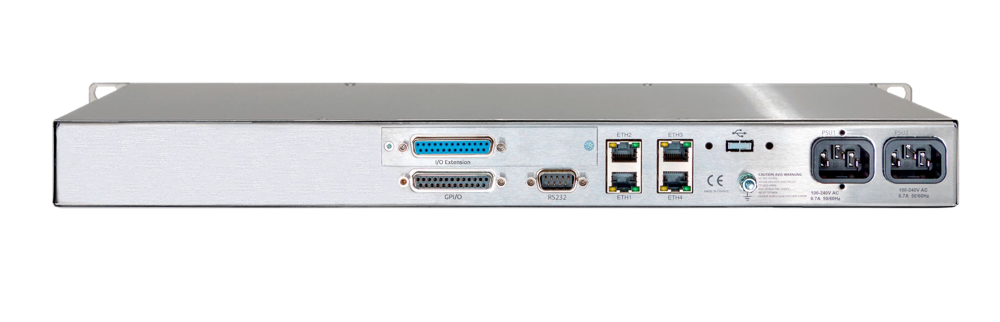 I/O Extension
GPI/O
RS232
ETH2
ETH1
ETH3
ETH4
CE
MADE IN FRANCE
CAUTION-AVIS-WARNUNG
NE PAS OUVRIR
RISQUE DE CHOC ELECTRIQUE
DO NOT OPEN
RISK OF ELECTRIC SHOCK
NICHT ÖFFNEN
GEFAHR DURCH ELEKTRISCHEN STROM
PSU1
100-240V AC
0.7A 50/60Hz
PSU2
100-240V AC
0.7A 50/60Hz